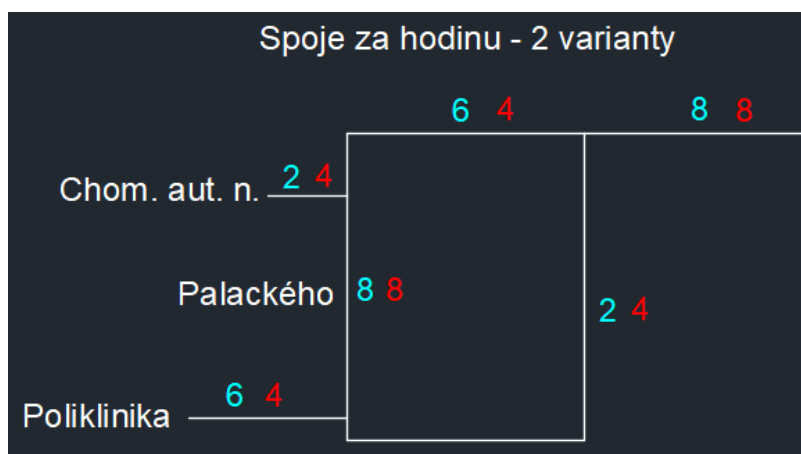 Spoje za hodinu - 2 varianty
6 4
8 8
Chom. aut. n. 2 4
Palackého 8 8
2 4
Poliklinika 6 4